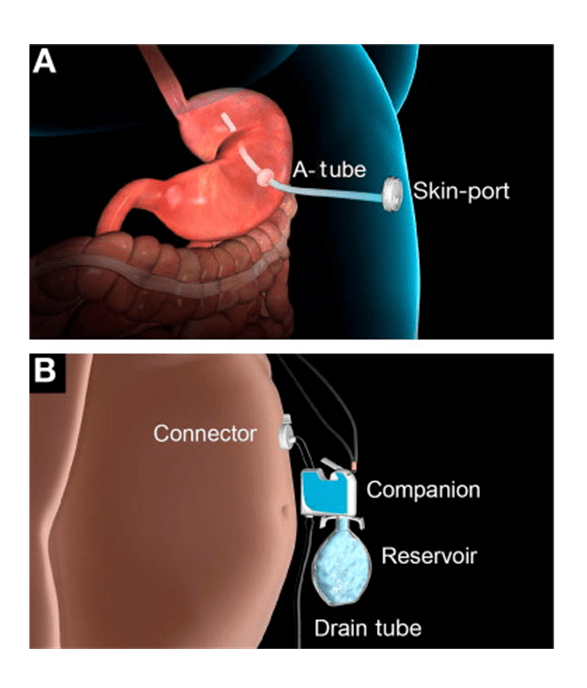 A
A-tube
Skin-port
B
Connector
Companion
Reservoir
Drain tube